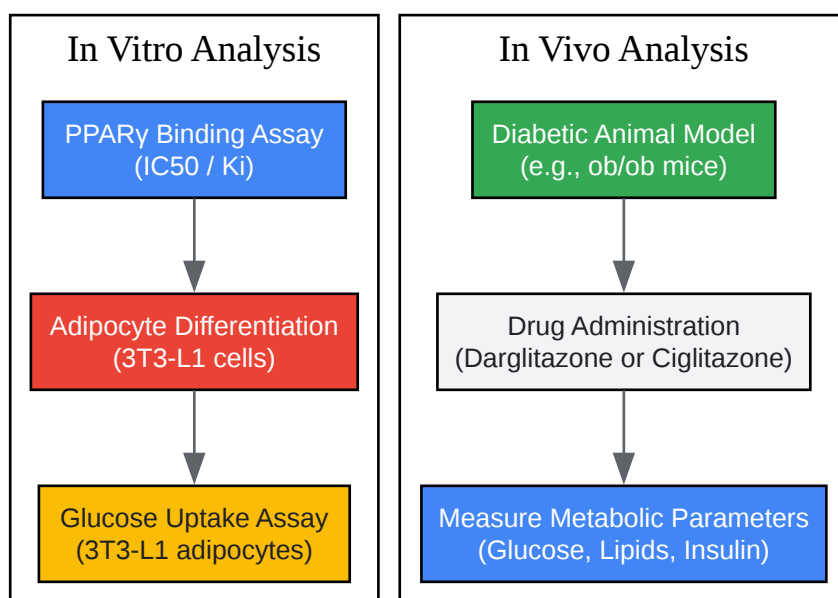 In Vitro Analysis
PPARγ Binding Assay
(IC50 / Ki)
Adipocyte Differentiation
(3T3-L1 cells)
Glucose Uptake Assay
(3T3-L1 adipocytes)
In Vivo Analysis
Diabetic Animal Model
(e.g., ob/ob mice)
Drug Administration
(Darglitazone or Ciglitazone)
Measure Metabolic Parameters
(Glucose, Lipids, Insulin)